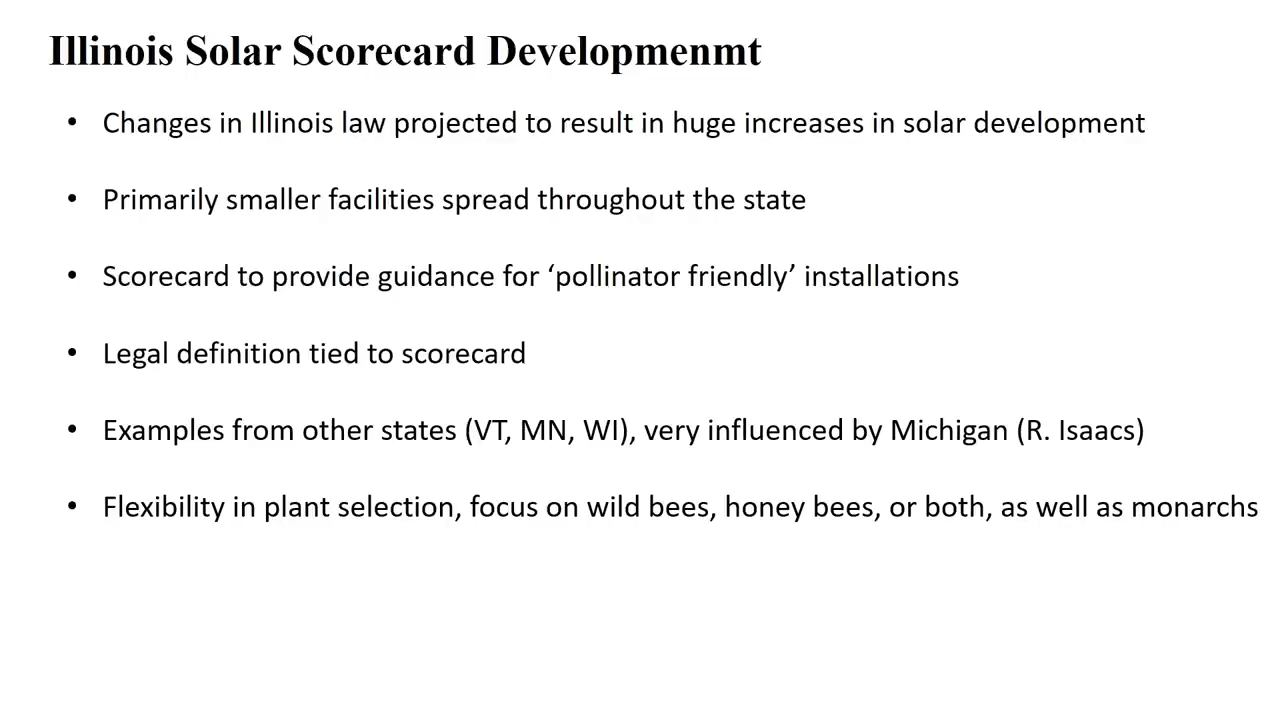 Illinois Solar Scorecard Developmenmt
• Changes in Illinois law projected to result in huge increases in solar development
• Primarily smaller facilities spread throughout the state
• Scorecard to provide guidance for ‘pollinator friendly’ installations
• Legal definition tied to scorecard
• Examples from other states (VT, MN, WI), very influenced by Michigan (R. Isaacs)
• Flexibility in plant selection, focus on wild bees, honey bees, or both, as well as monarchs